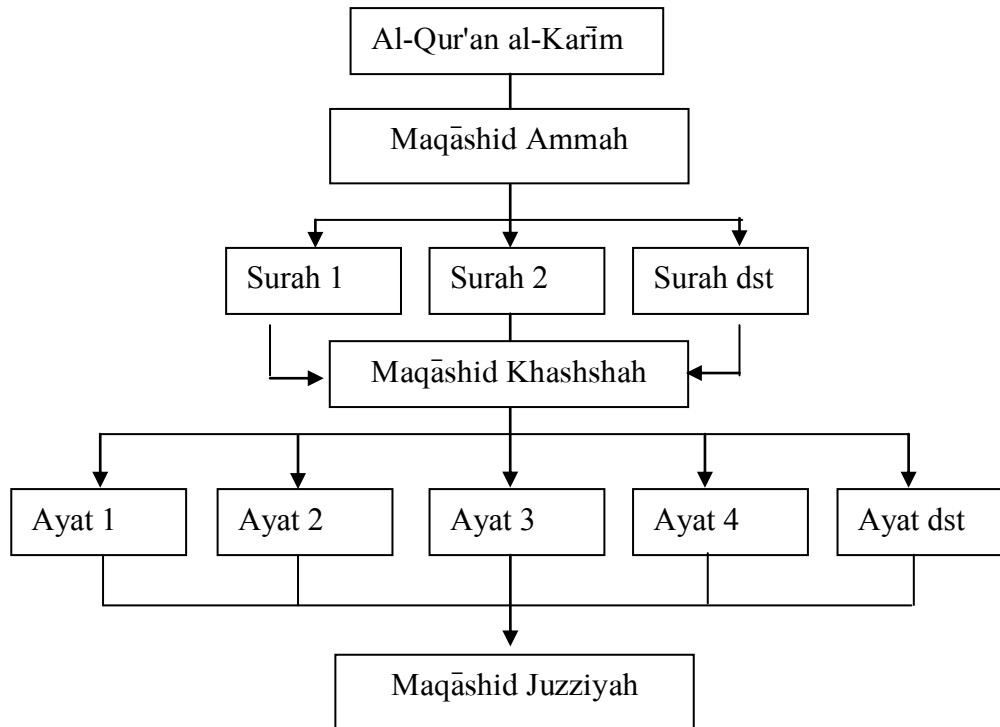 Al-Qur'an al-Karīm
Maqāshid Ammah
Surah 1
Surah 2
Surah dst
Maqāshid Khashshah
Ayat 1
Ayat 2
Ayat 3
Ayat 4
Ayat dst
Maqāshid Juzziyah